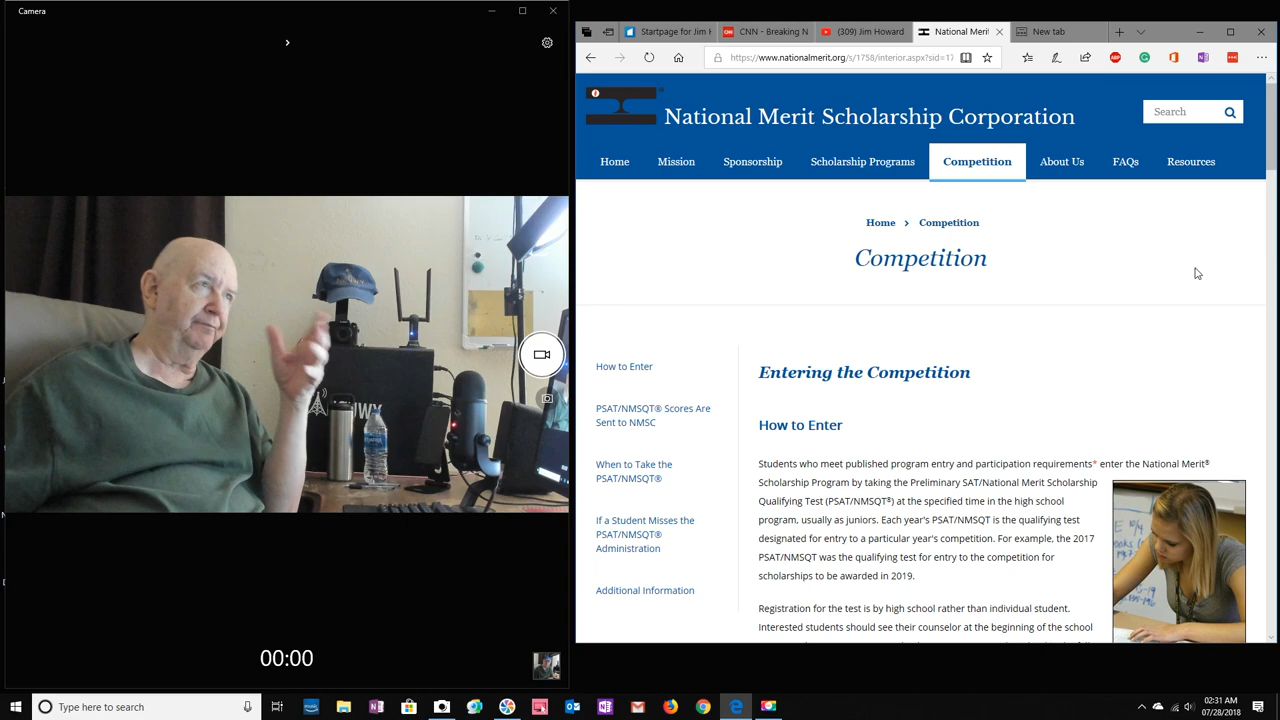 Camera
Startpage for Jim H
CNN - Breaking N
(309) Jim Howard
National Merit
New tab
https://www.nationalmerit.org/s/1758/interior.aspx?sid=17
ABP
National Merit Scholarship Corporation
Search
Home
Mission
Sponsorship
Scholarship Programs
Competition
About Us
FAQs
Resources
Home > Competition
Competition
How to Enter
PSAT/NMSQT® Scores Are
Sent to NMSC
When to Take the
PSAT/NMSQT®
If a Student Misses the
PSAT/NMSQT®
Administration
Additional Information
Entering the Competition
How to Enter
Students who meet published program entry and participation requirements* enter the National Merit®
Scholarship Program by taking the Preliminary SAT/National Merit Scholarship
Qualifying Test (PSAT/NMSQT®) at the specified time in the high school
program, usually as juniors. Each year's PSAT/NMSQT is the qualifying test
designated for entry to a particular year's competition. For example, the 2017
PSAT/NMSQT was the qualifying test for entry to the competition for
scholarships to be awarded in 2019.
Registration for the test is by high school rather than individual student.
Interested students should see their counselor at the beginning of the school
00:00
Type here to search
02:31 AM
07/28/2018